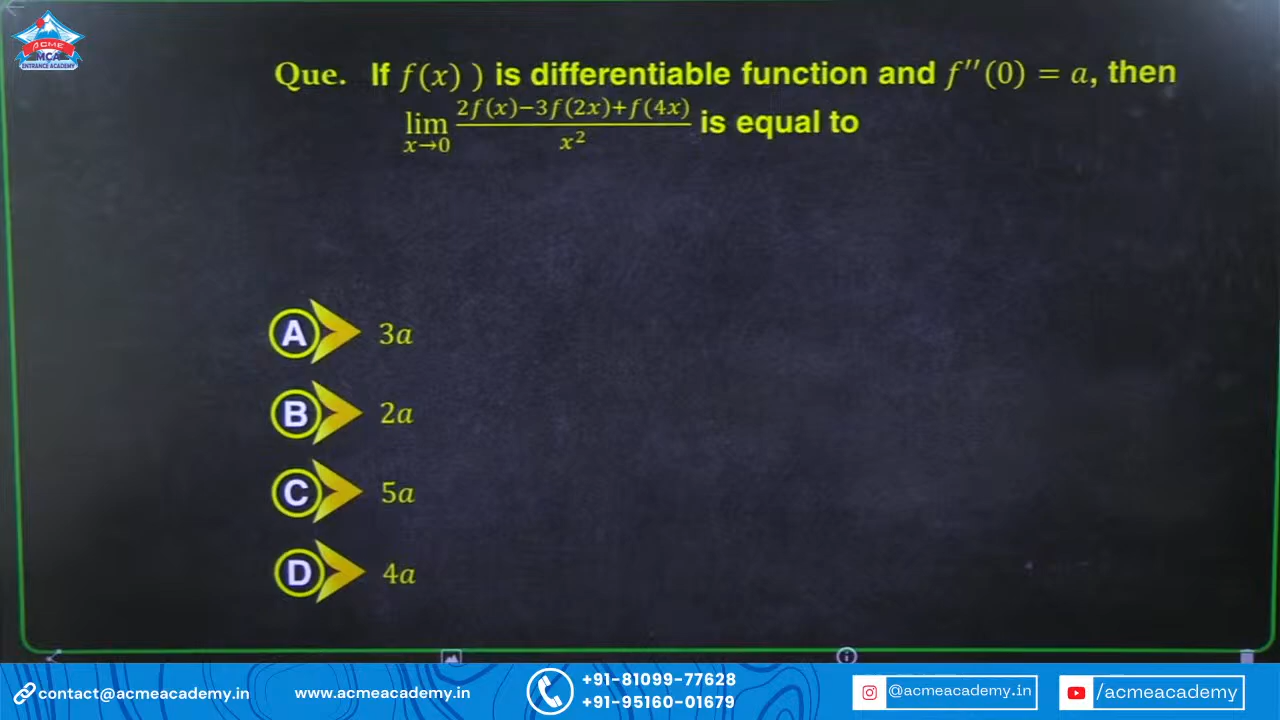 ACME
MCA
ENTRANCE ACADEMY
Que. If f(x) ) is differentiable function and f''(0) = a, then
lim x→0 2f(x)−3f(2x)+f(4x) / x² is equal to
A 3a
B 2a
C 5a
D 4a
contact@acmeacademy.in www.acmeacademy.in +91-81099-77628 @acmeacademy.in /acmeacademy
+91-95160-01679